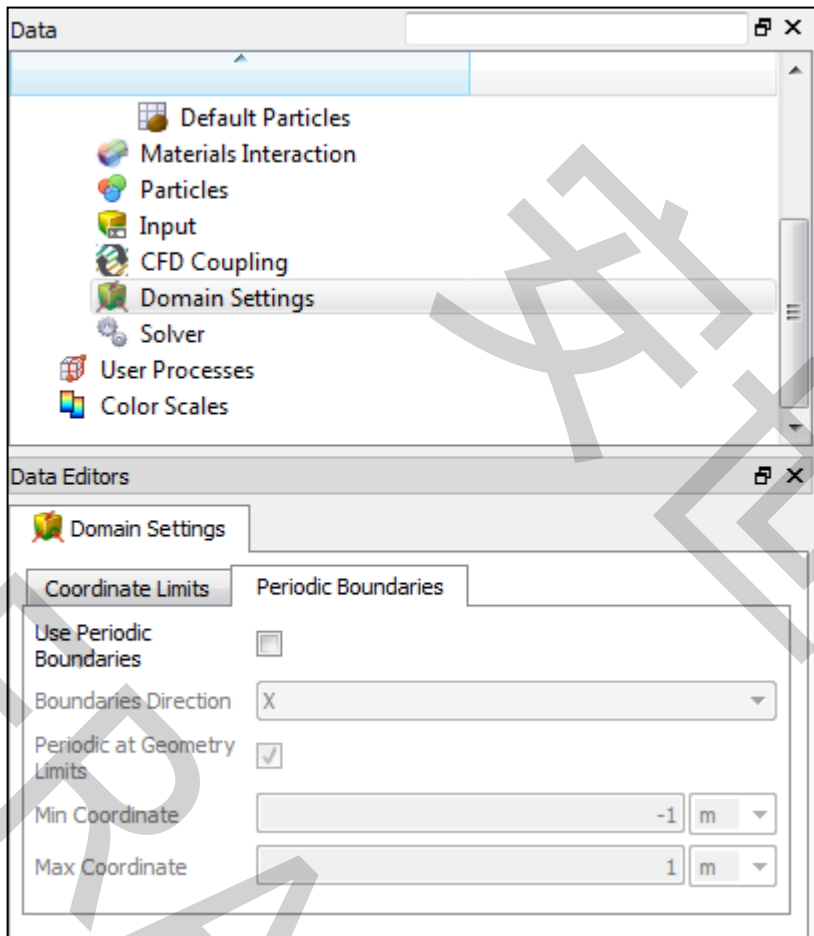 Data
Default Particles
Materials Interaction
Particles
Input
CFD Coupling
Domain Settings
Solver
User Processes
Color Scales
Data Editors
Domain Settings
Coordinate Limits Periodic Boundaries
Use Periodic
Boundaries
Boundaries Direction X
Periodic at Geometry
Limits
Min Coordinate -1 m
Max Coordinate 1 m